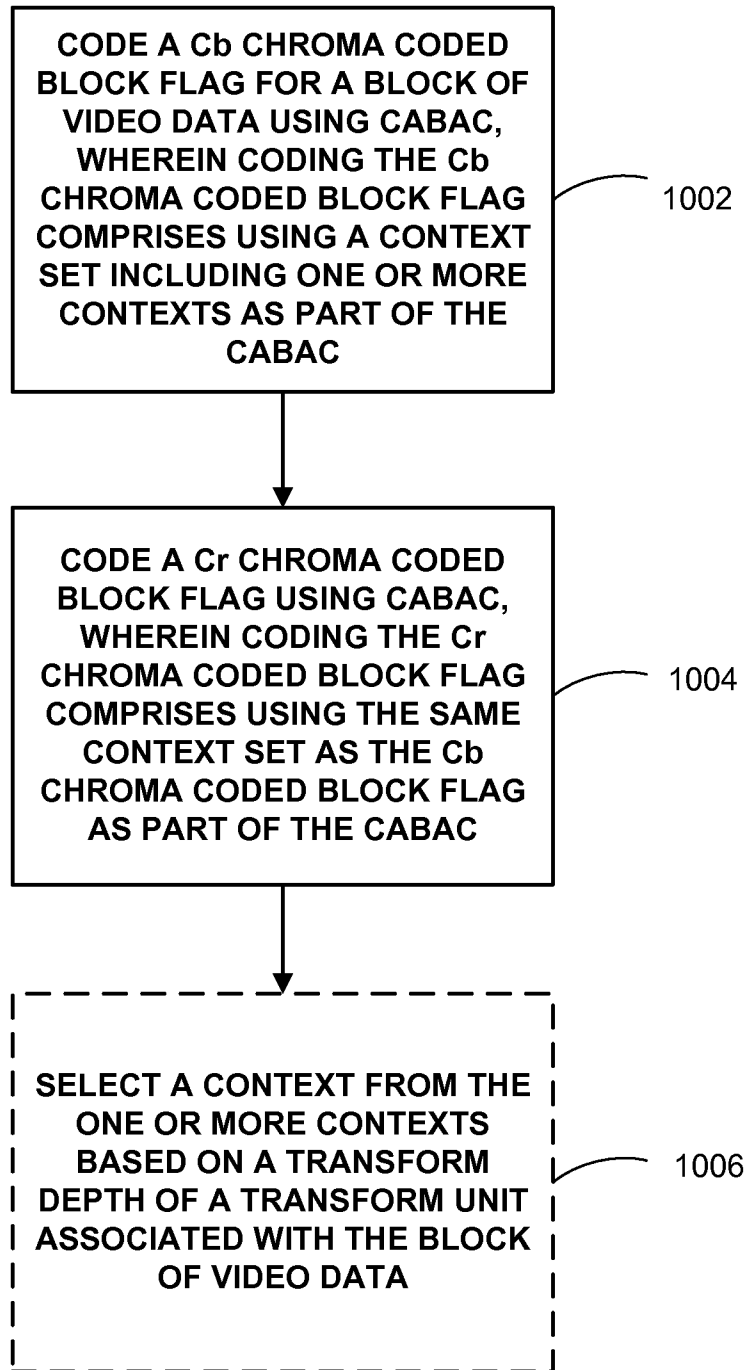 CODE A Cb CHROMA CODED
BLOCK FLAG FOR A BLOCK OF
VIDEO DATA USING CABAC,
WHEREIN CODING THE Cb
CHROMA CODED BLOCK FLAG
COMPRISES USING A CONTEXT
SET INCLUDING ONE OR MORE
CONTEXTS AS PART OF THE
CABAC
1002
CODE A Cr CHROMA CODED
BLOCK FLAG USING CABAC,
WHEREIN CODING THE Cr
CHROMA CODED BLOCK FLAG
COMPRISES USING THE SAME
CONTEXT SET AS THE Cb
CHROMA CODED BLOCK FLAG
AS PART OF THE CABAC
1004
SELECT A CONTEXT FROM THE
ONE OR MORE CONTEXTS
BASED ON A TRANSFORM
DEPTH OF A TRANSFORM UNIT
ASSOCIATED WITH THE BLOCK
OF VIDEO DATA
1006